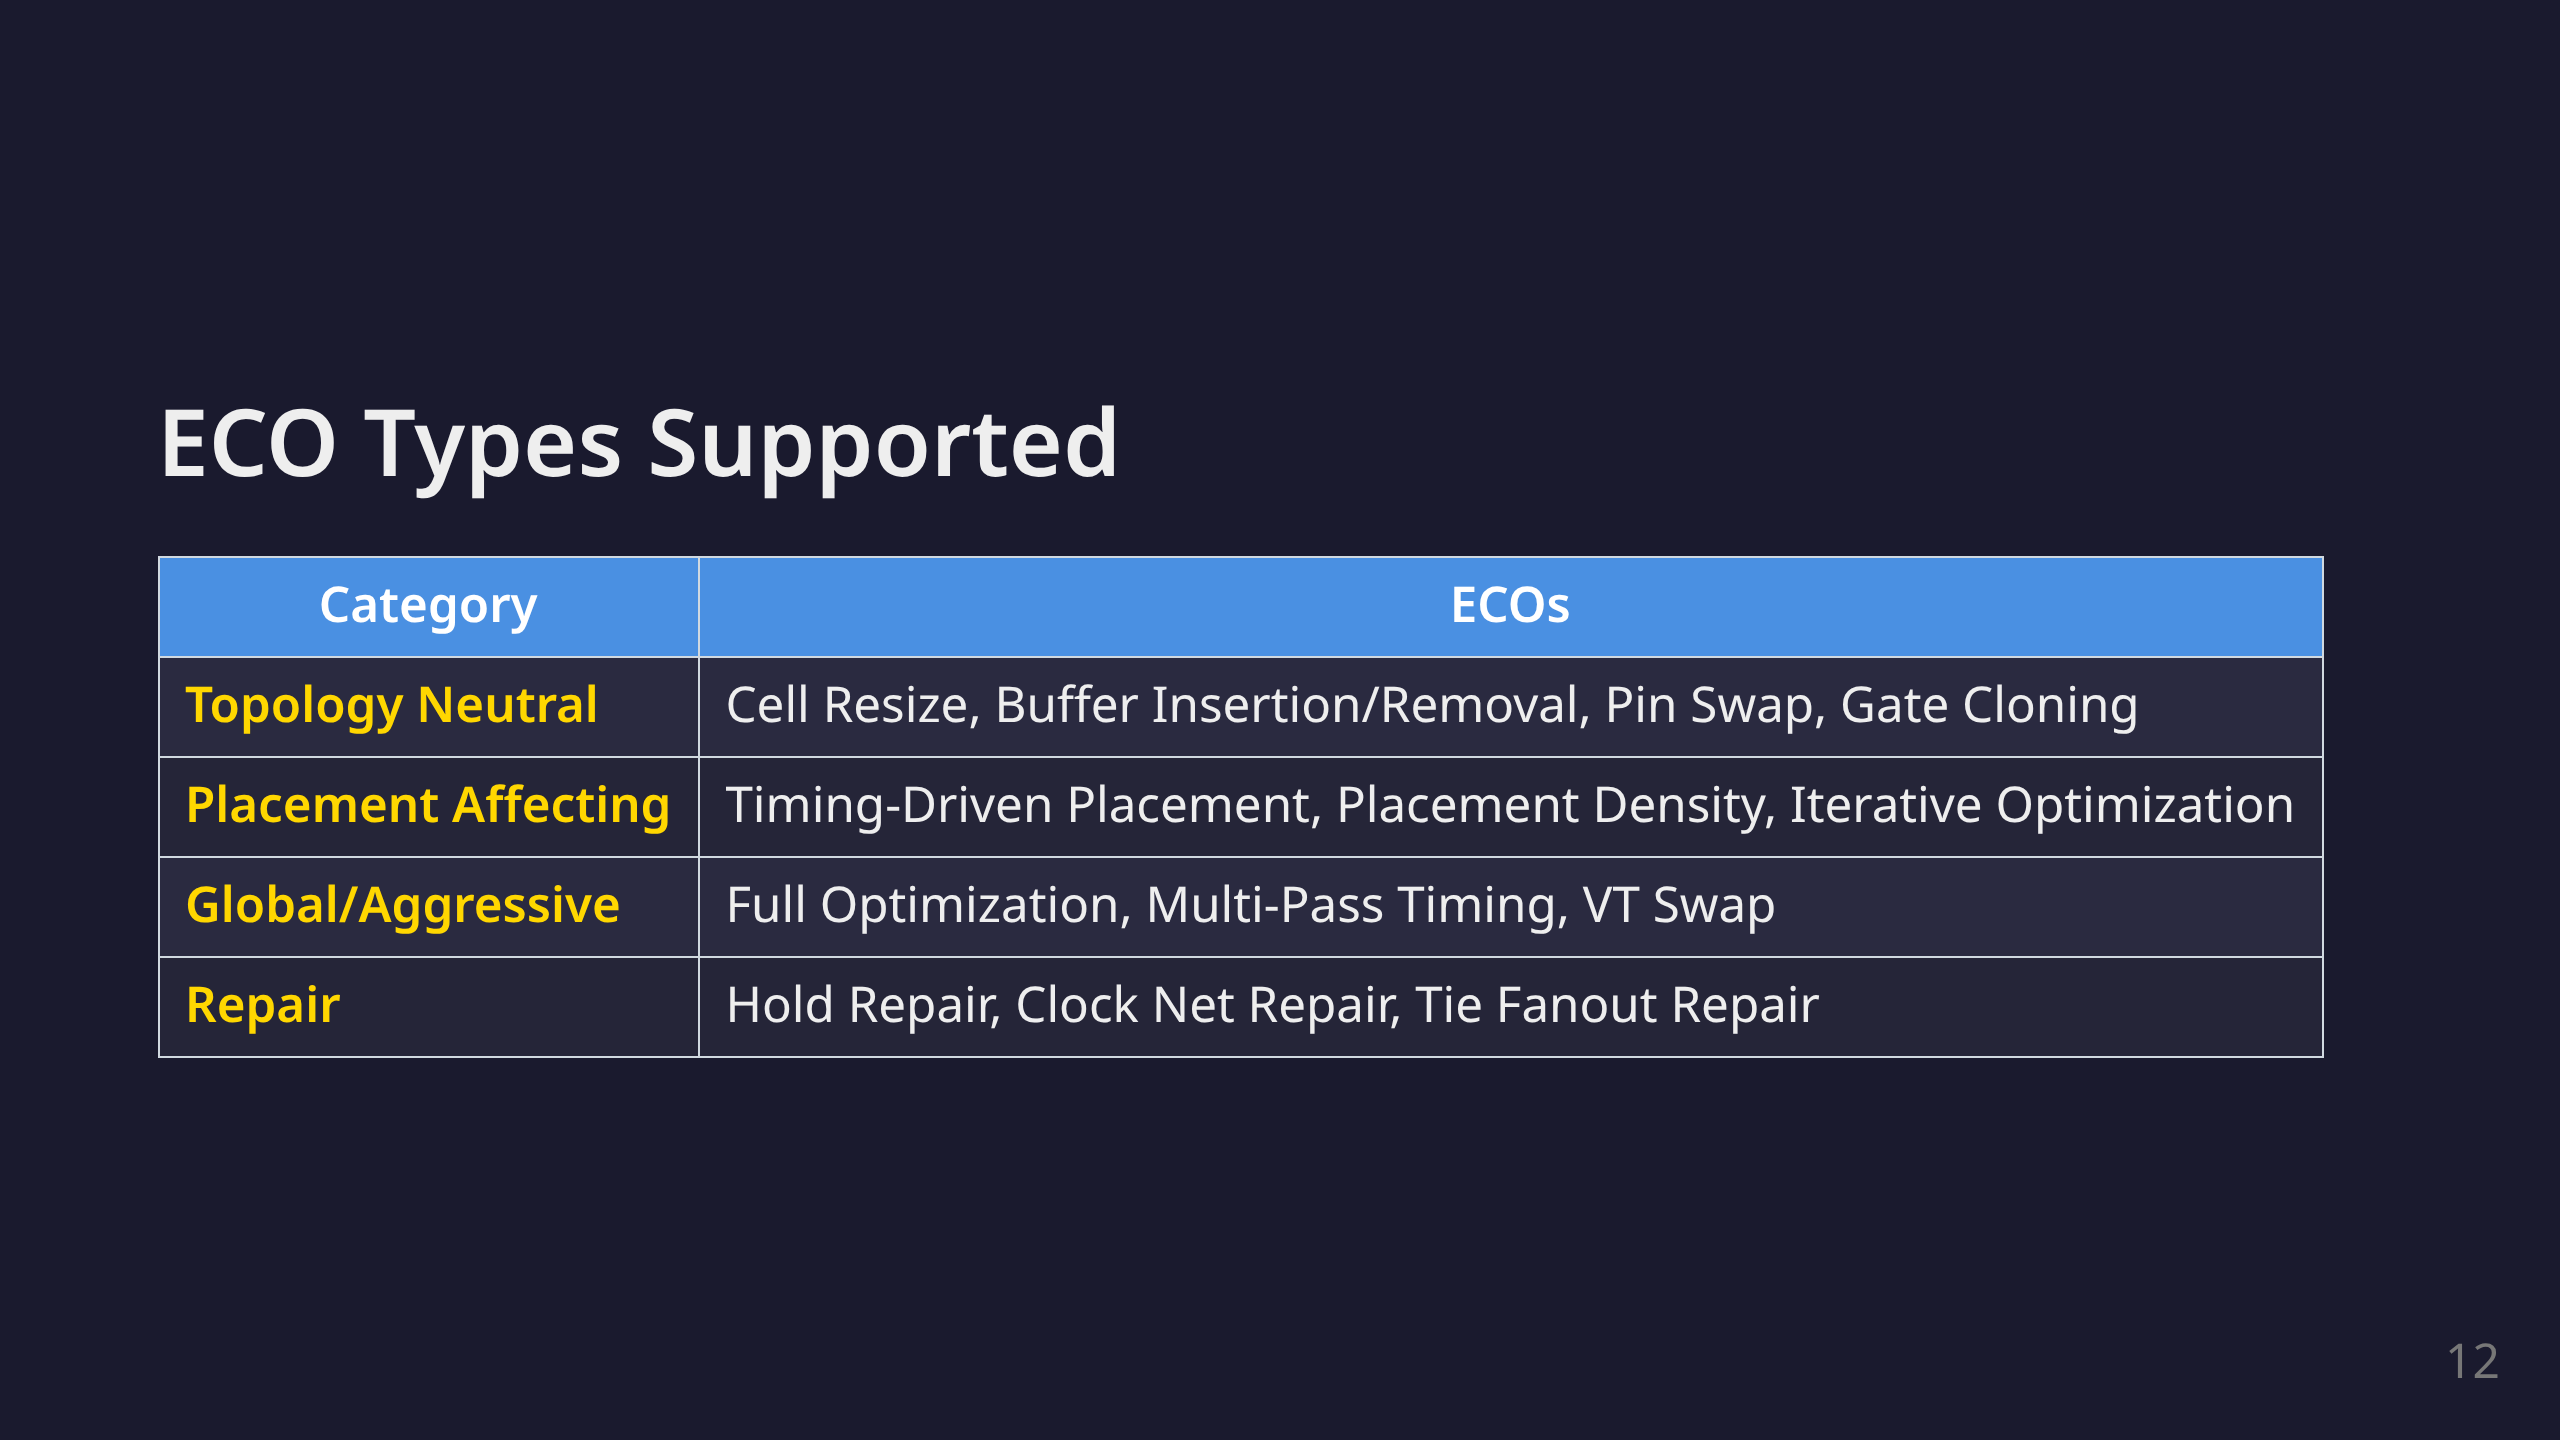 ECO Types Supported
Category ECOs
Topology Neutral Cell Resize, Buffer Insertion/Removal, Pin Swap, Gate Cloning
Placement Affecting Timing-Driven Placement, Placement Density, Iterative Optimization
Global/Aggressive Full Optimization, Multi-Pass Timing, VT Swap
Repair Hold Repair, Clock Net Repair, Tie Fanout Repair
12